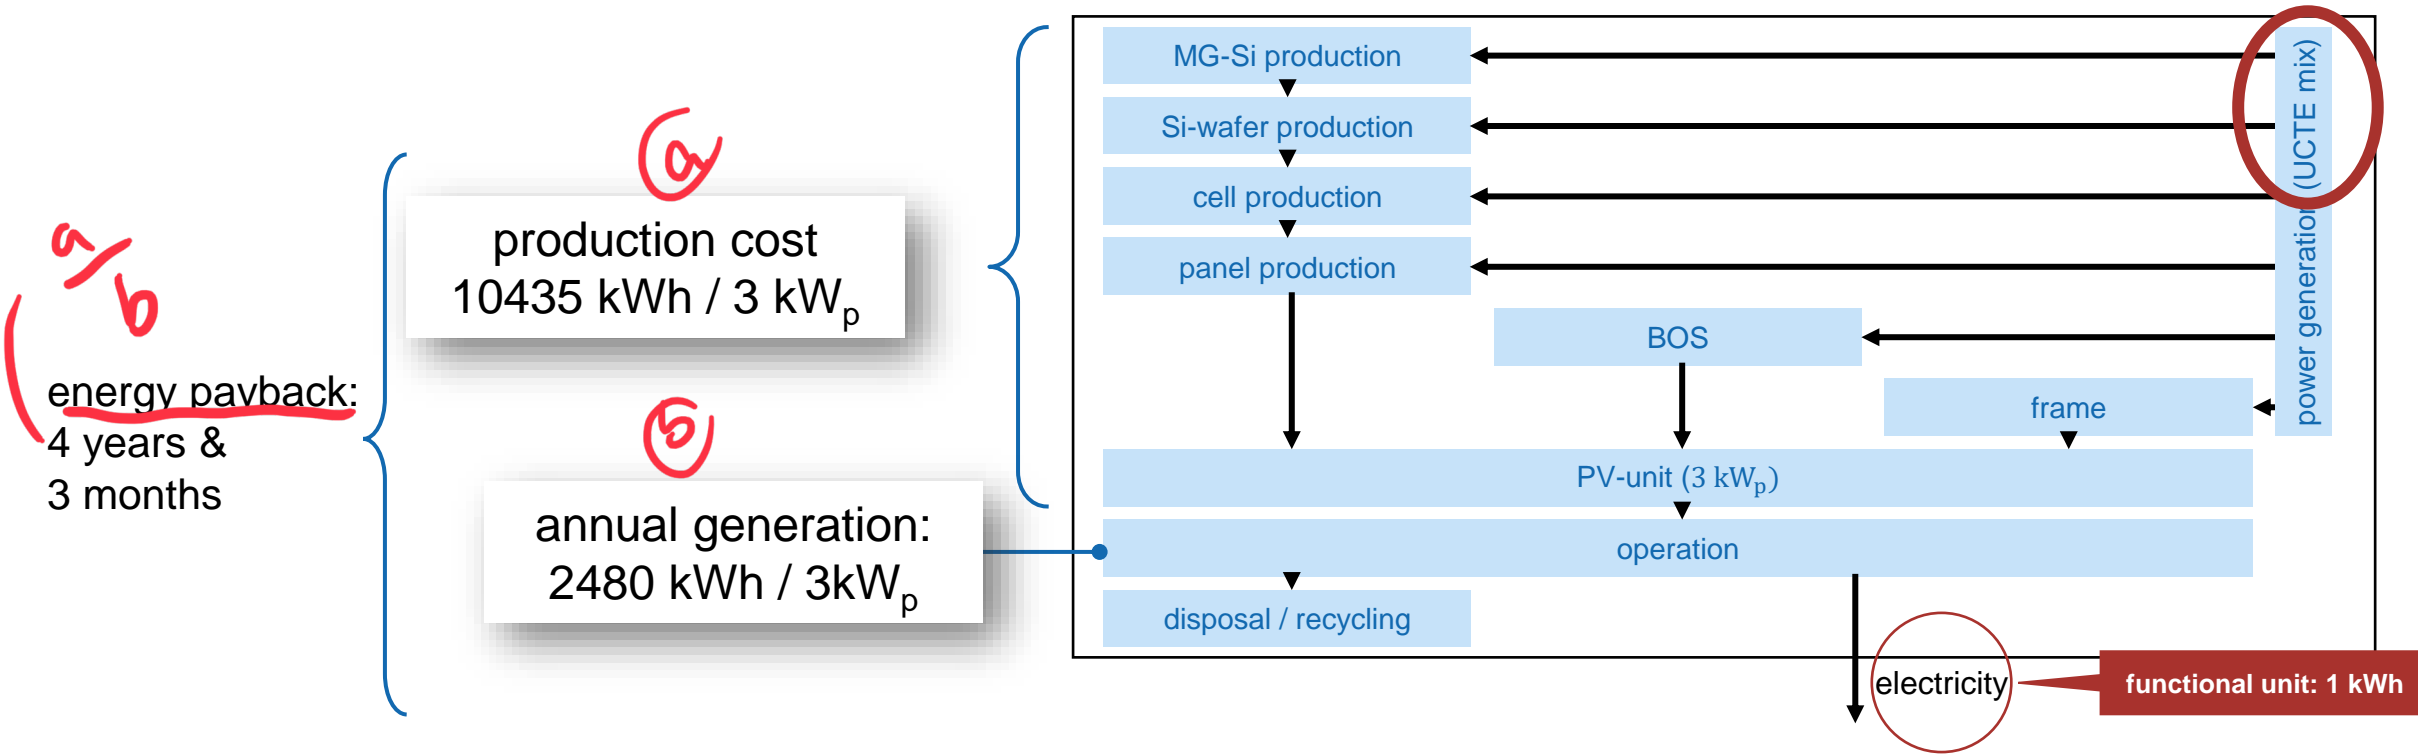 a/b
energy payback:
4 years &
3 months
a
production cost
10435 kWh / 3 kWp
b
annual generation:
2480 kWh / 3kWp
MG-Si production
Si-wafer production
cell production
panel production
BOS
frame
PV-unit (3 kWp)
operation
disposal / recycling
power generation (UCTE mix)
electricity
functional unit: 1 kWh